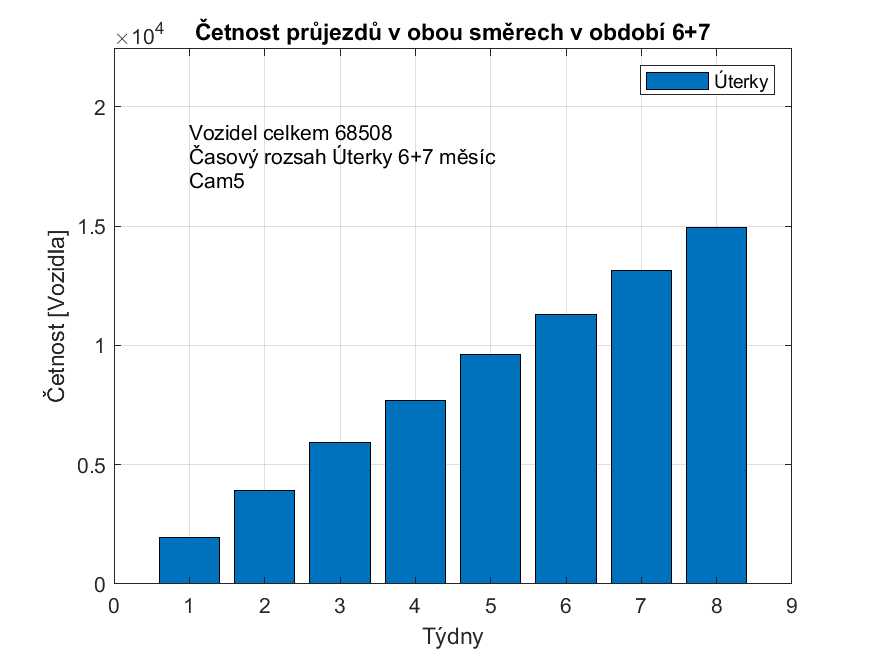 Četnost průjezdů v obou směrech v období 6+7
×10⁴
Úterky
Vozidel celkem 68508
Časový rozsah Úterky 6+7 měsíc
Cam5
Četnost [Vozidla]
2
1.5
1
0.5
0
0 1 2 3 4 5 6 7 8 9
Týdny